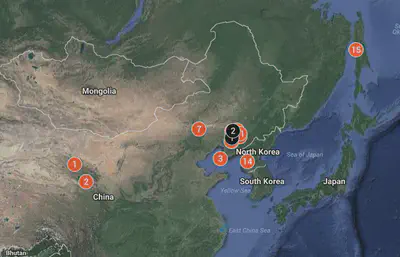 15
Mongolia
7
2
North Korea
3
14
Sea of Japan
1
2
South Korea
Japan
Yellow Sea
China
East China Sea
Bhutan